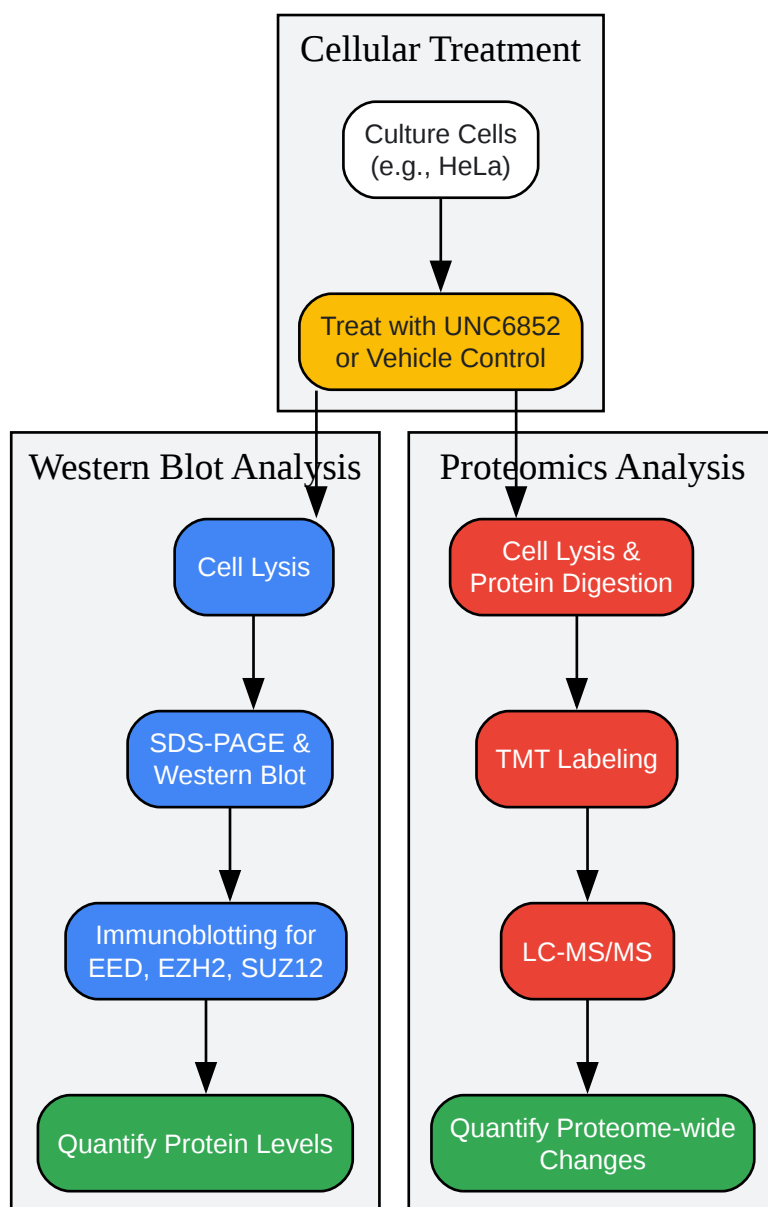 Cellular Treatment
Culture Cells
(e.g., HeLa)
Treat with UNC6852
or Vehicle Control
Western Blot Analysis
Cell Lysis
SDS-PAGE &
Western Blot
Immunoblotting for
EED, EZH2, SUZ12
Quantify Protein Levels
Proteomics Analysis
Cell Lysis &
Protein Digestion
TMT Labeling
LC-MS/MS
Quantify Proteome-wide
Changes